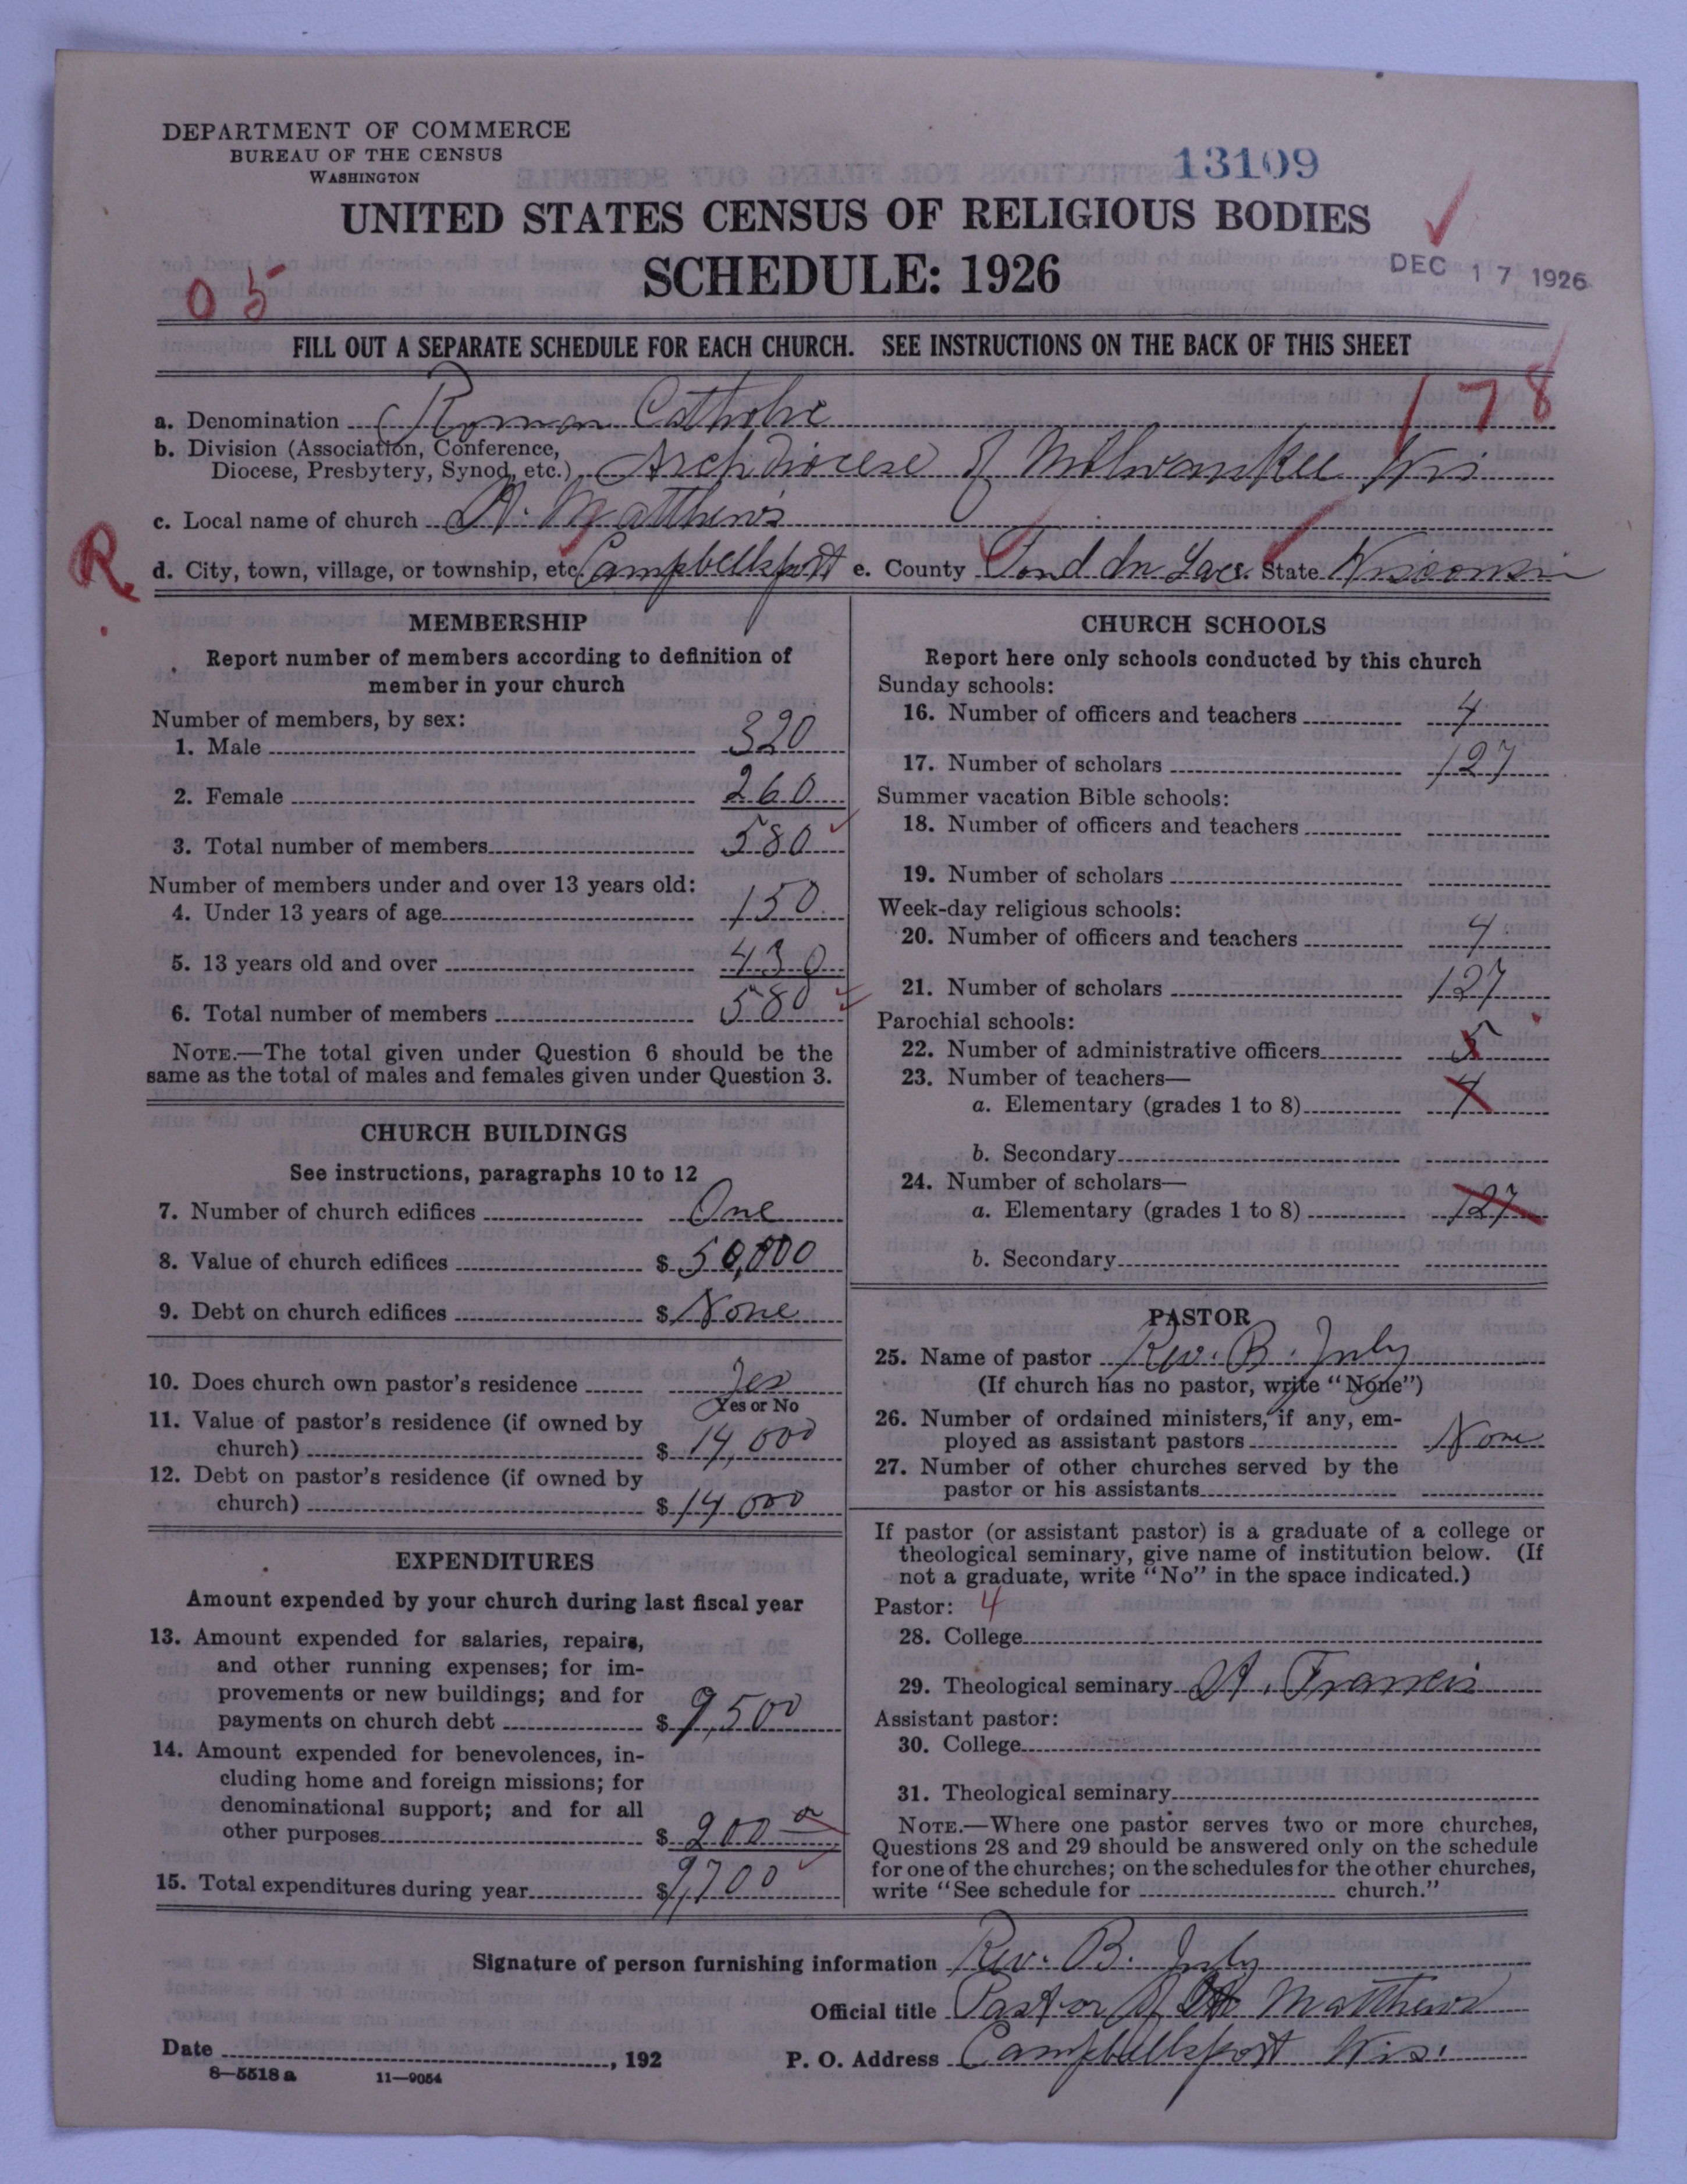 DEPARTMENT OF COMMERCE
BUREAU OF THE CENSUS
WASHINGTON
13109
UNITED STATES CENSUS OF RELIGIOUS BODIES
SCHEDULE: 1926
DEC 17 1926
05
FILL OUT A SEPARATE SCHEDULE FOR EACH CHURCH. SEE INSTRUCTIONS ON THE BACK OF THIS SHEET
178
a. Denomination Roman Catholic
b. Division (Association, Conference,
Diocese, Presbytery, Synod, etc.) Archdiocese of Milwaukee Wis
c. Local name of church St. Matthew's
R
d. City, town, village, or township, etc. Campbellsport e. County Fond du Lac. State Wisconsin
MEMBERSHIP
Report number of members according to definition of
member in your church
Number of members, by sex:
1. Male 320
2. Female 260
3. Total number of members 580
Number of members under and over 13 years old:
4. Under 13 years of age 150
5. 13 years old and over 430
6. Total number of members 580
NOTE.—The total given under Question 6 should be the
same as the total of males and females given under Question 3.
CHURCH BUILDINGS
See instructions, paragraphs 10 to 12
7. Number of church edifices One
8. Value of church edifices $ 50,000
9. Debt on church edifices $ None
10. Does church own pastor's residence Yes
Yes or No
11. Value of pastor's residence (if owned by
church) $ 14,000
12. Debt on pastor's residence (if owned by
church) $ 14000
EXPENDITURES
Amount expended by your church during last fiscal year
13. Amount expended for salaries, repairs,
and other running expenses; for im-
provements or new buildings; and for
payments on church debt $ 9,500
14. Amount expended for benevolences, in-
cluding home and foreign missions; for
denominational support; and for all
other purposes $ 200
15. Total expenditures during year $ 9,700
CHURCH SCHOOLS
Report here only schools conducted by this church
Sunday schools:
16. Number of officers and teachers 4
17. Number of scholars 127
Summer vacation Bible schools:
18. Number of officers and teachers
19. Number of scholars
Week-day religious schools:
20. Number of officers and teachers 4
21. Number of scholars 127
Parochial schools:
22. Number of administrative officers 5
23. Number of teachers—
a. Elementary (grades 1 to 8) 4
b. Secondary
24. Number of scholars—
a. Elementary (grades 1 to 8) 127
b. Secondary
PASTOR
25. Name of pastor Rev. B. July
(If church has no pastor, write "None")
26. Number of ordained ministers, if any, em-
ployed as assistant pastors None
27. Number of other churches served by the
pastor or his assistants
If pastor (or assistant pastor) is a graduate of a college or
theological seminary, give name of institution below. (If
not a graduate, write "No" in the space indicated.)
Pastor: 4
28. College
29. Theological seminary St. Francis
Assistant pastor:
30. College
31. Theological seminary
NOTE.—Where one pastor serves two or more churches,
Questions 28 and 29 should be answered only on the schedule
for one of the churches; on the schedules for the other churches,
write "See schedule for church."
Signature of person furnishing information Rev. B. July
Official title Pastor of St Matthews
Date , 192 P. O. Address Campbellsport Wis.
8—5518 a 11—9054